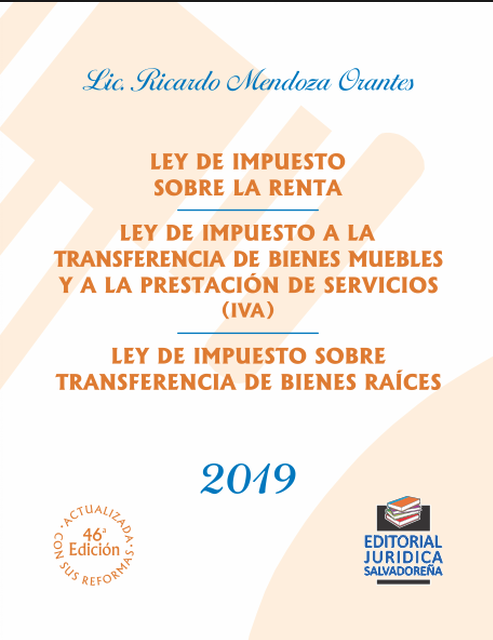 Lic. Ricardo Mendoza Orantes
LEY DE IMPUESTO
SOBRE LA RENTA
LEY DE IMPUESTO A LA
TRANSFERENCIA DE BIENES MUEBLES
Y A LA PRESTACIÓN DE SERVICIOS
(IVA)
LEY DE IMPUESTO SOBRE
TRANSFERENCIA DE BIENES RAÍCES
2019
· ACTUALIZADA ·
46ª
Edición
CON SUS REFORMAS
EDITORIAL
JURIDICA
SALVADOREÑA